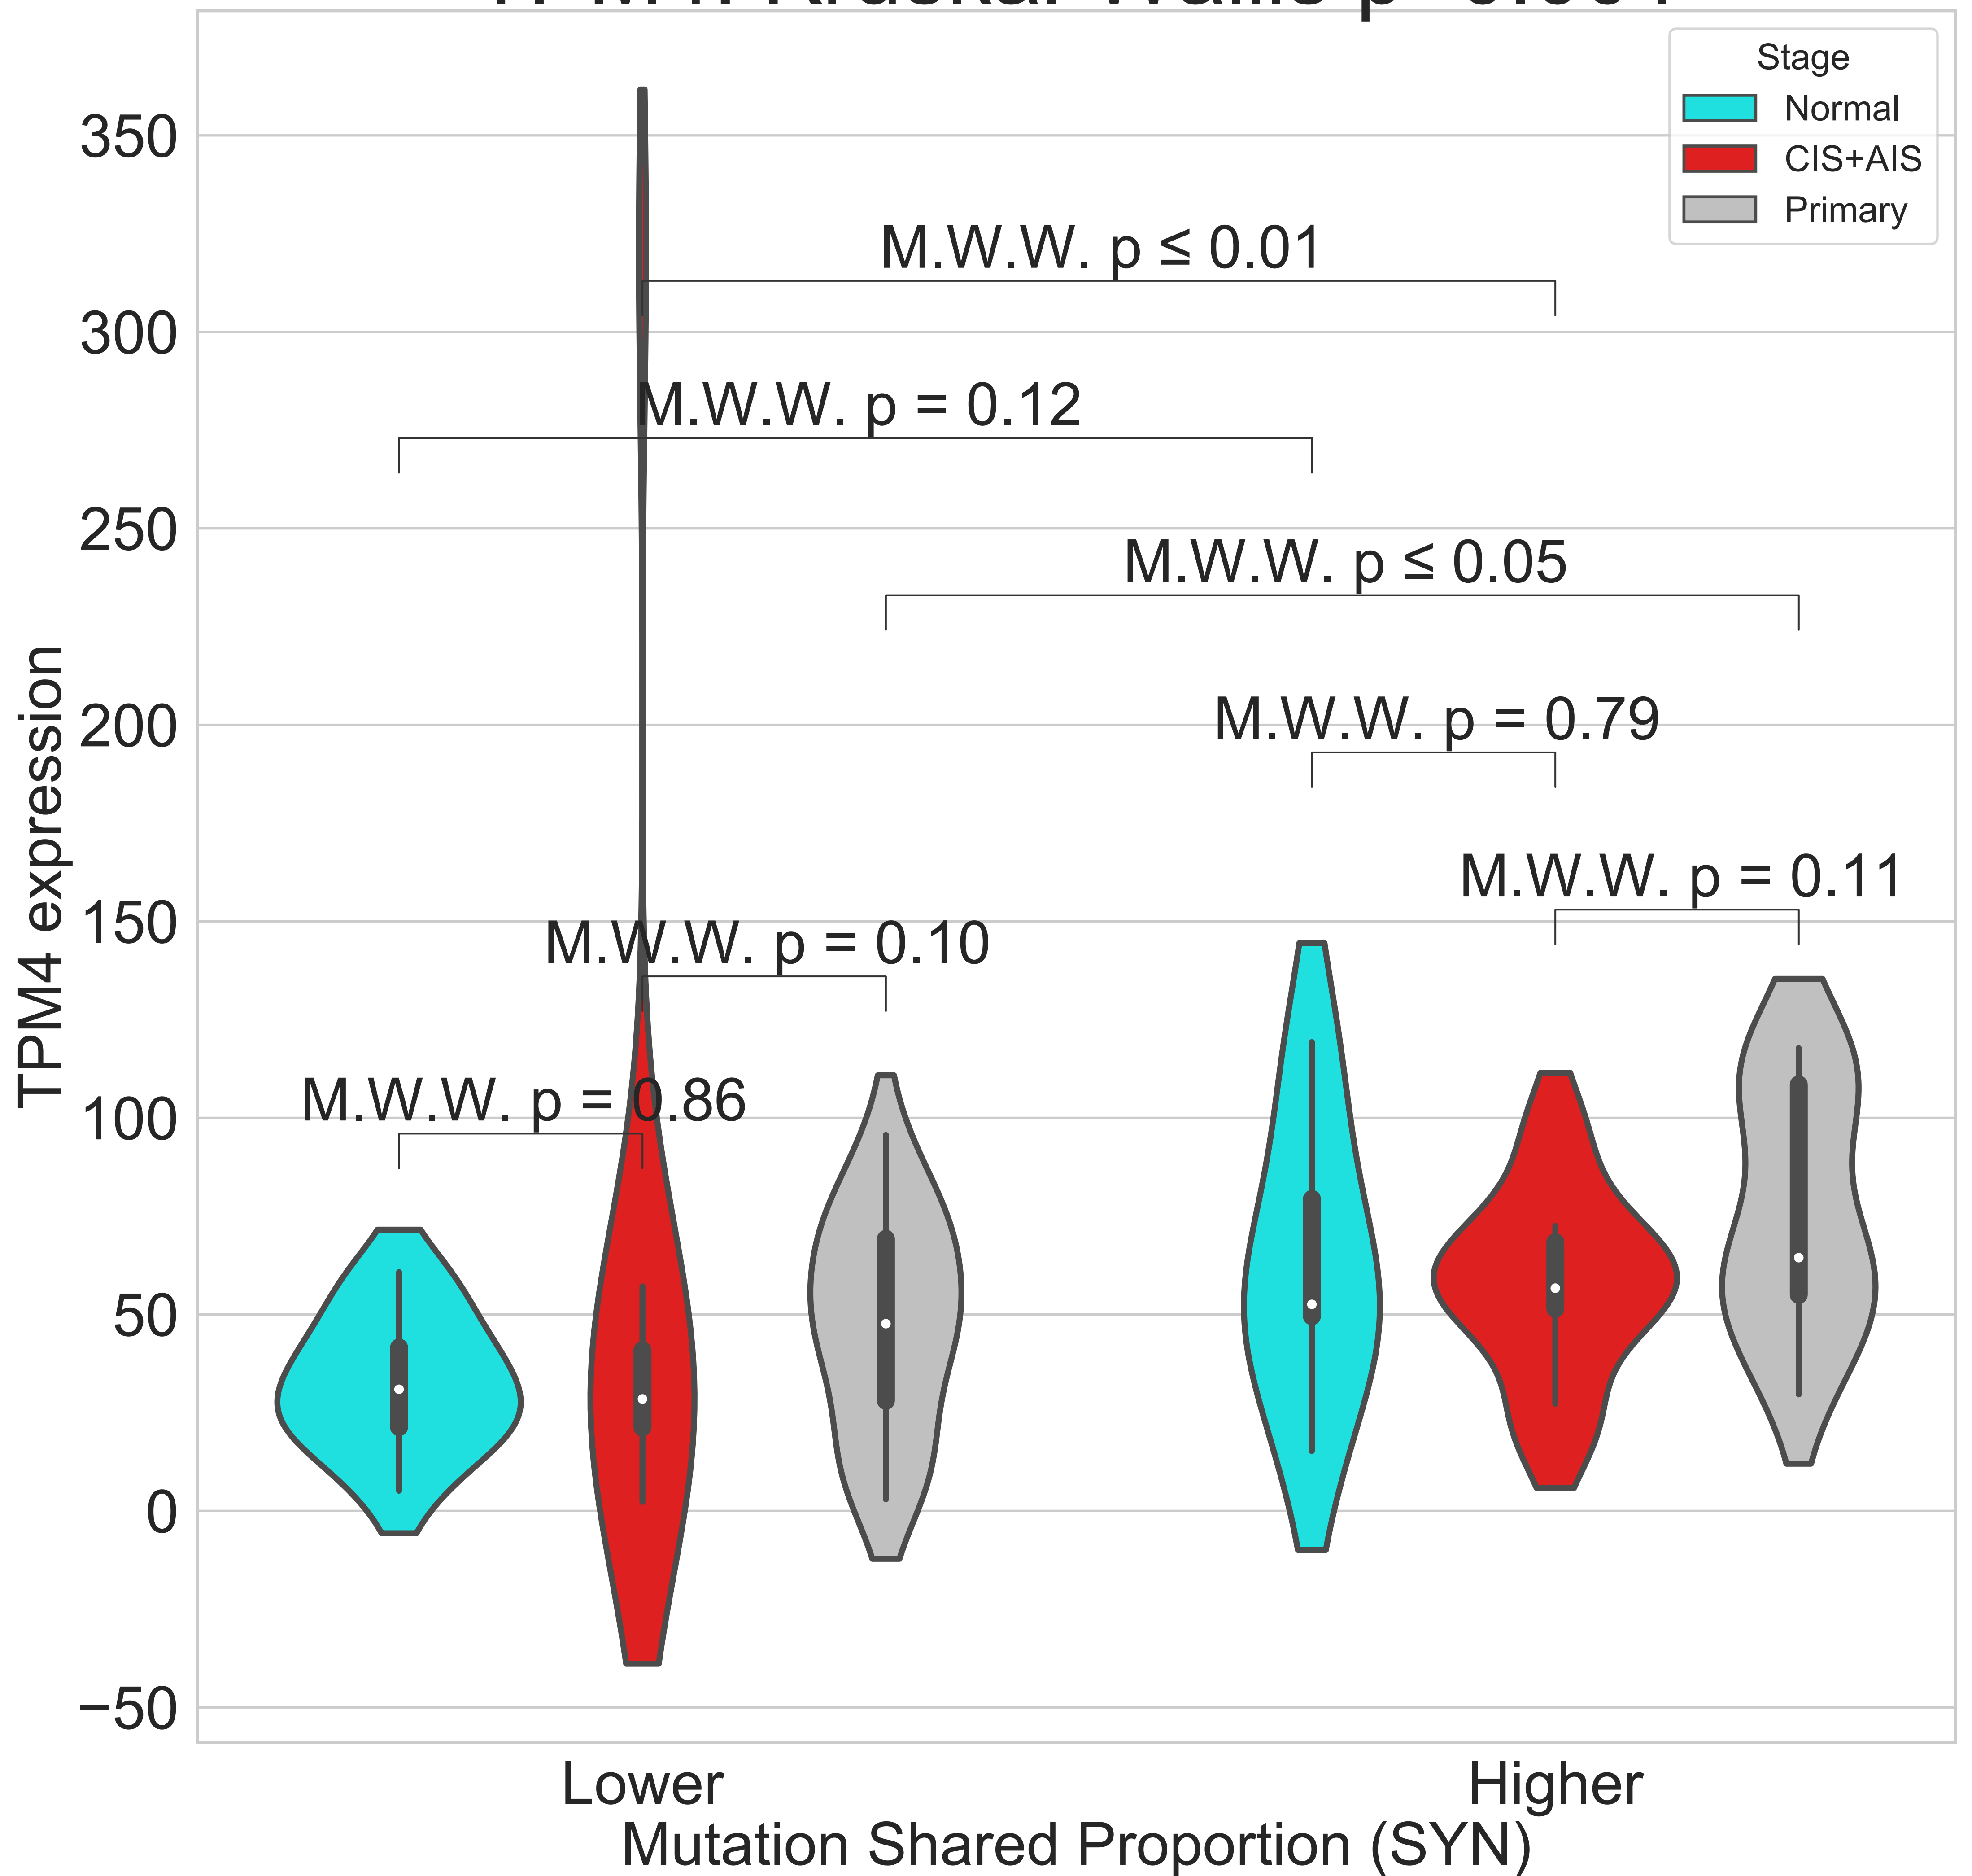 Stage
Normal
CIS+AIS
Primary
350
300
250
200
150
100
50
0
−50
TPM4 expression
M.W.W. p ≤ 0.01
M.W.W. p = 0.12
M.W.W. p ≤ 0.05
M.W.W. p = 0.79
M.W.W. p = 0.11
M.W.W. p = 0.10
M.W.W. p = 0.86
Lower
Higher
Mutation Shared Proportion (SYN)